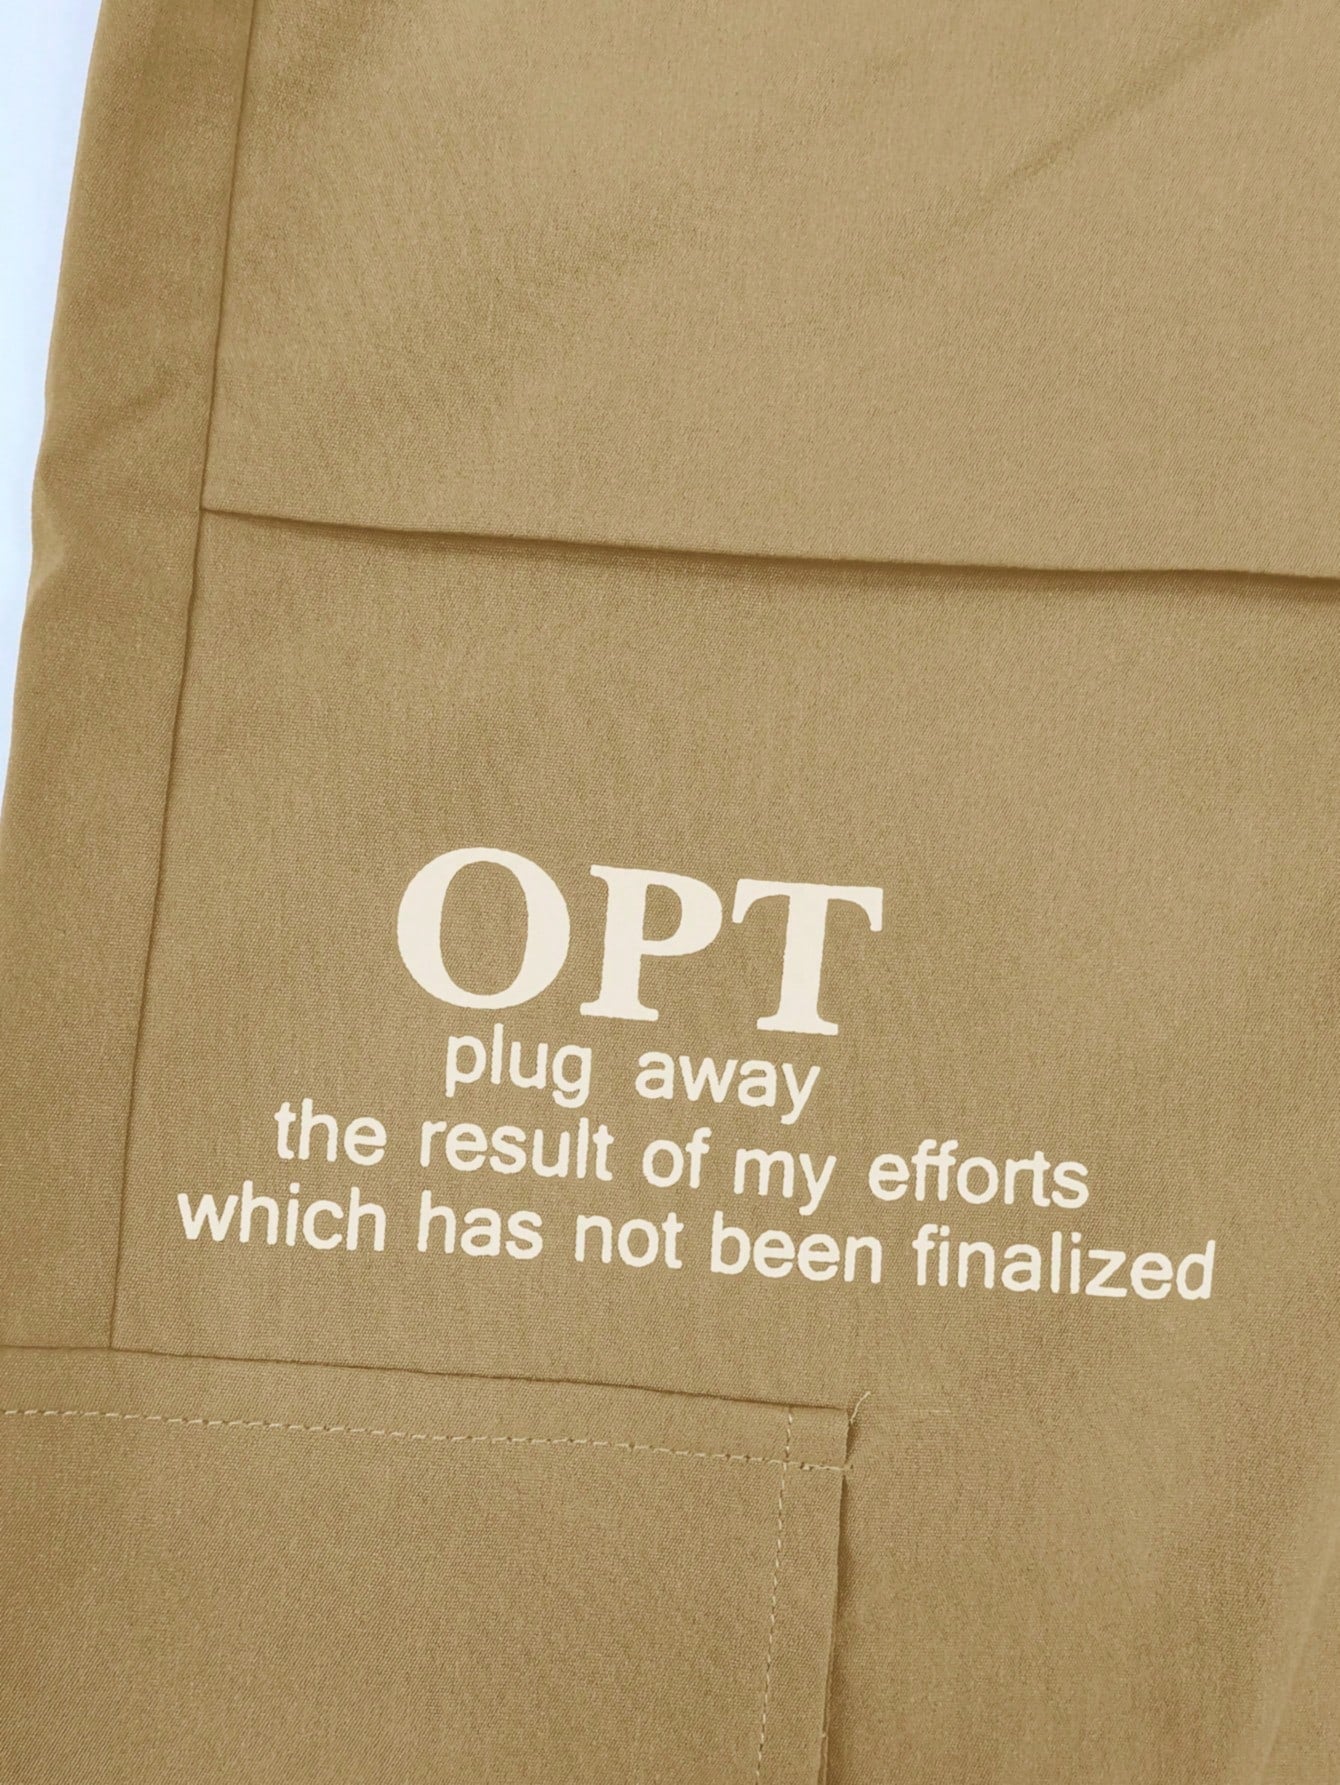 OPT
plug away
the result of my efforts
which has not been finalized